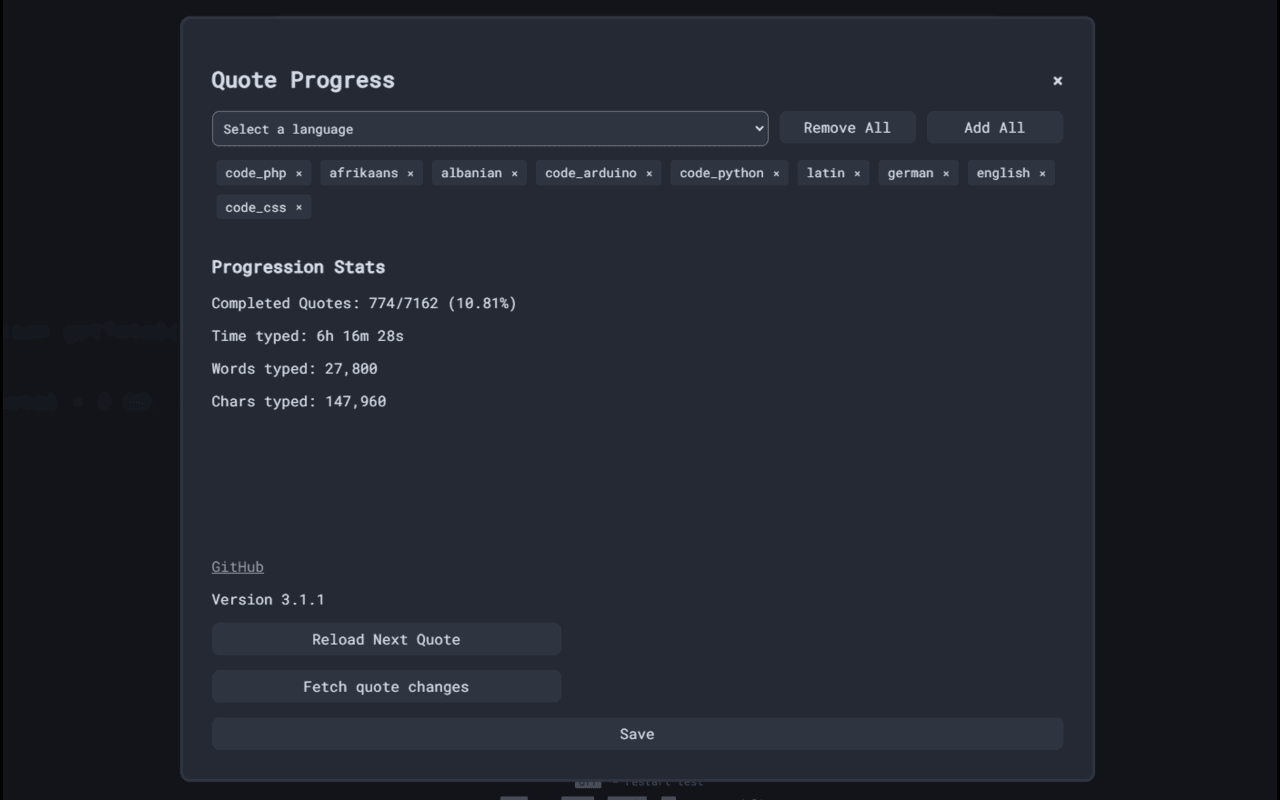 Quote Progress ×
Select a language Remove All Add All
code_php × afrikaans × albanian × code_arduino × code_python × latin × german × english ×
code_css ×
Progression Stats
Completed Quotes: 774/7162 (10.81%)
Time typed: 6h 16m 28s
Words typed: 27,800
Chars typed: 147,960
GitHub
Version 3.1.1
Reload Next Quote
Fetch quote changes
Save
- restart test